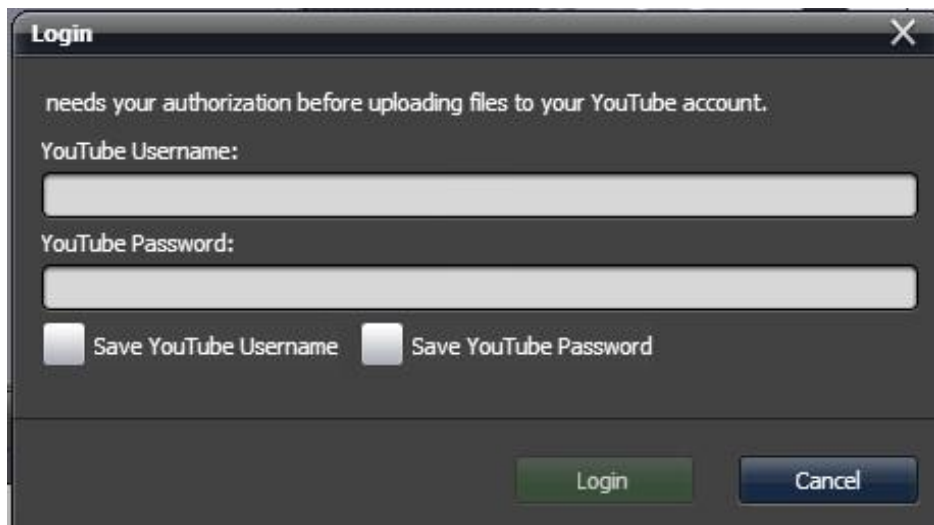 Login
needs your authorization before uploading files to your YouTube account.
YouTube Username:
YouTube Password:
Save YouTube Username Save YouTube Password
Login Cancel